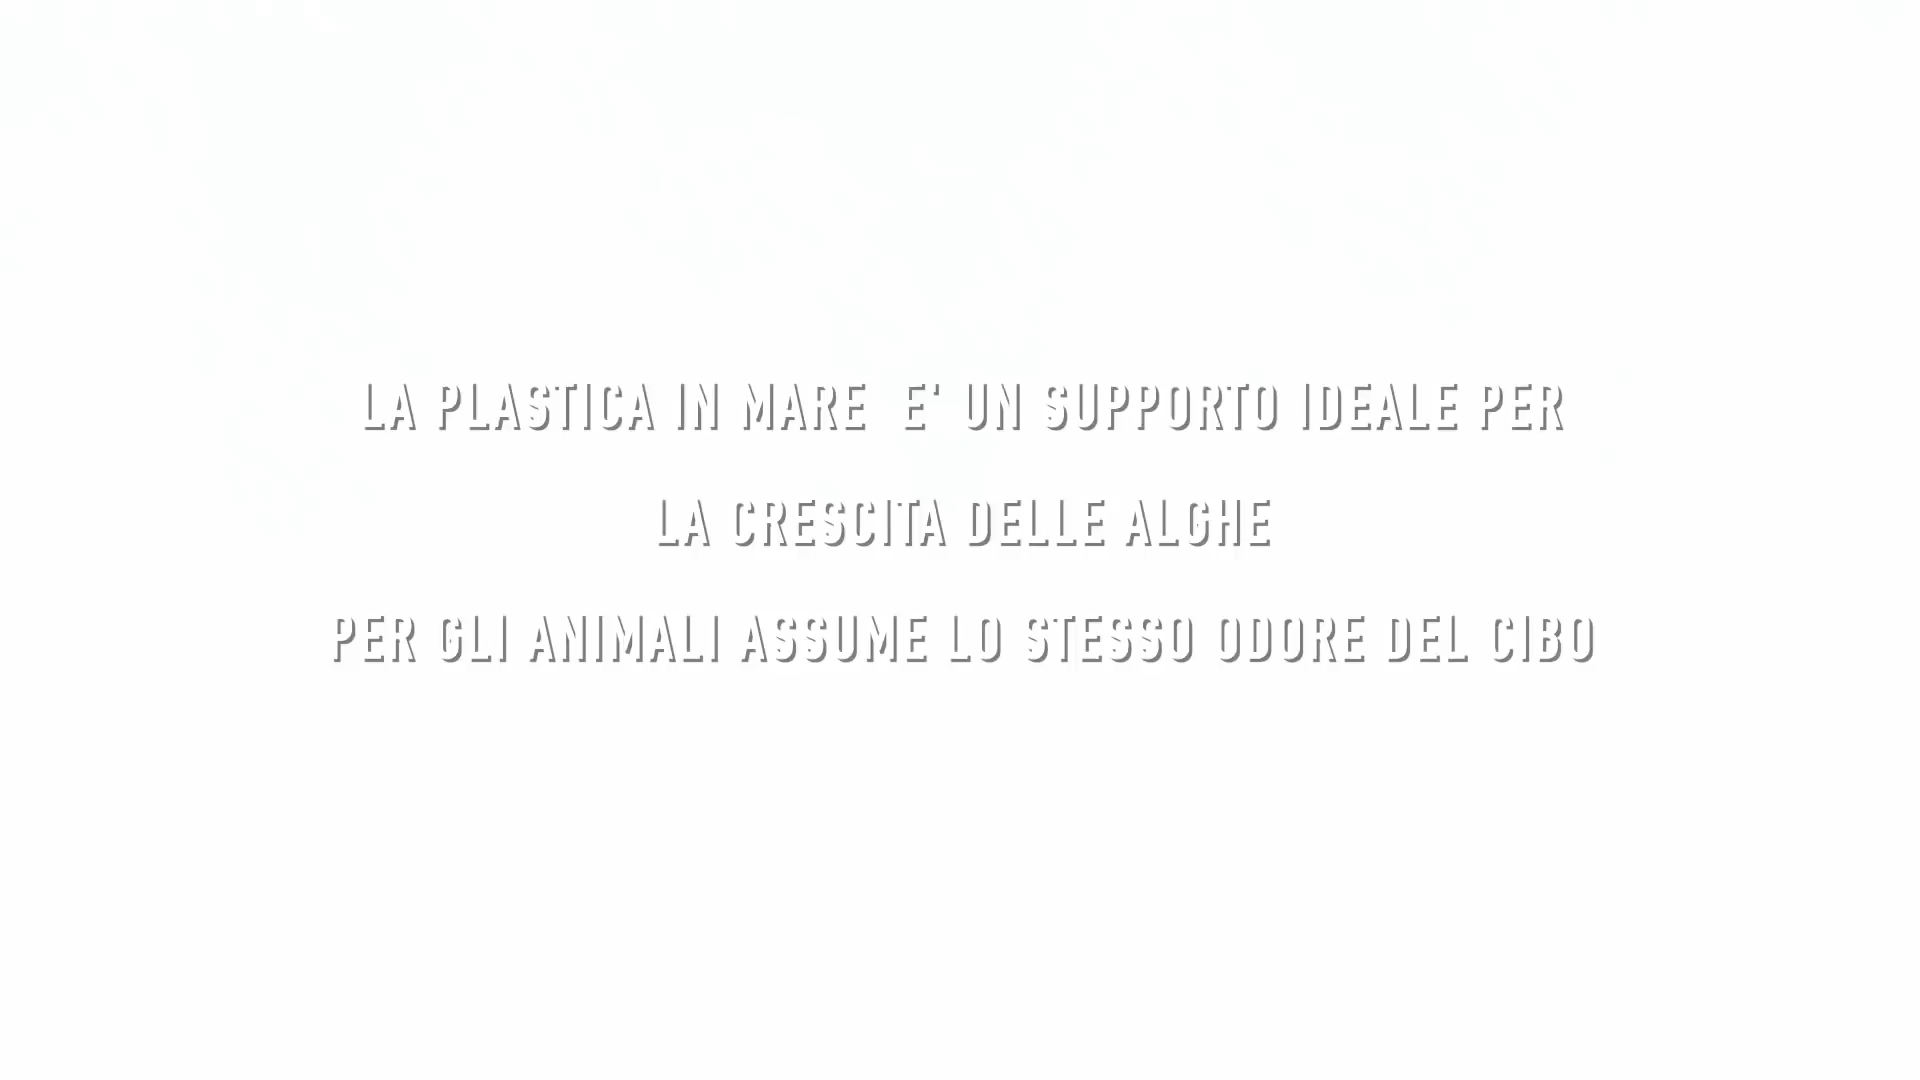 LA PLASTICA IN MARE  E' UN SUPPORTO IDEALE PER
LA CRESCITA DELLE ALGHE
PER GLI ANIMALI ASSUME LO STESSO ODORE DEL CIBO